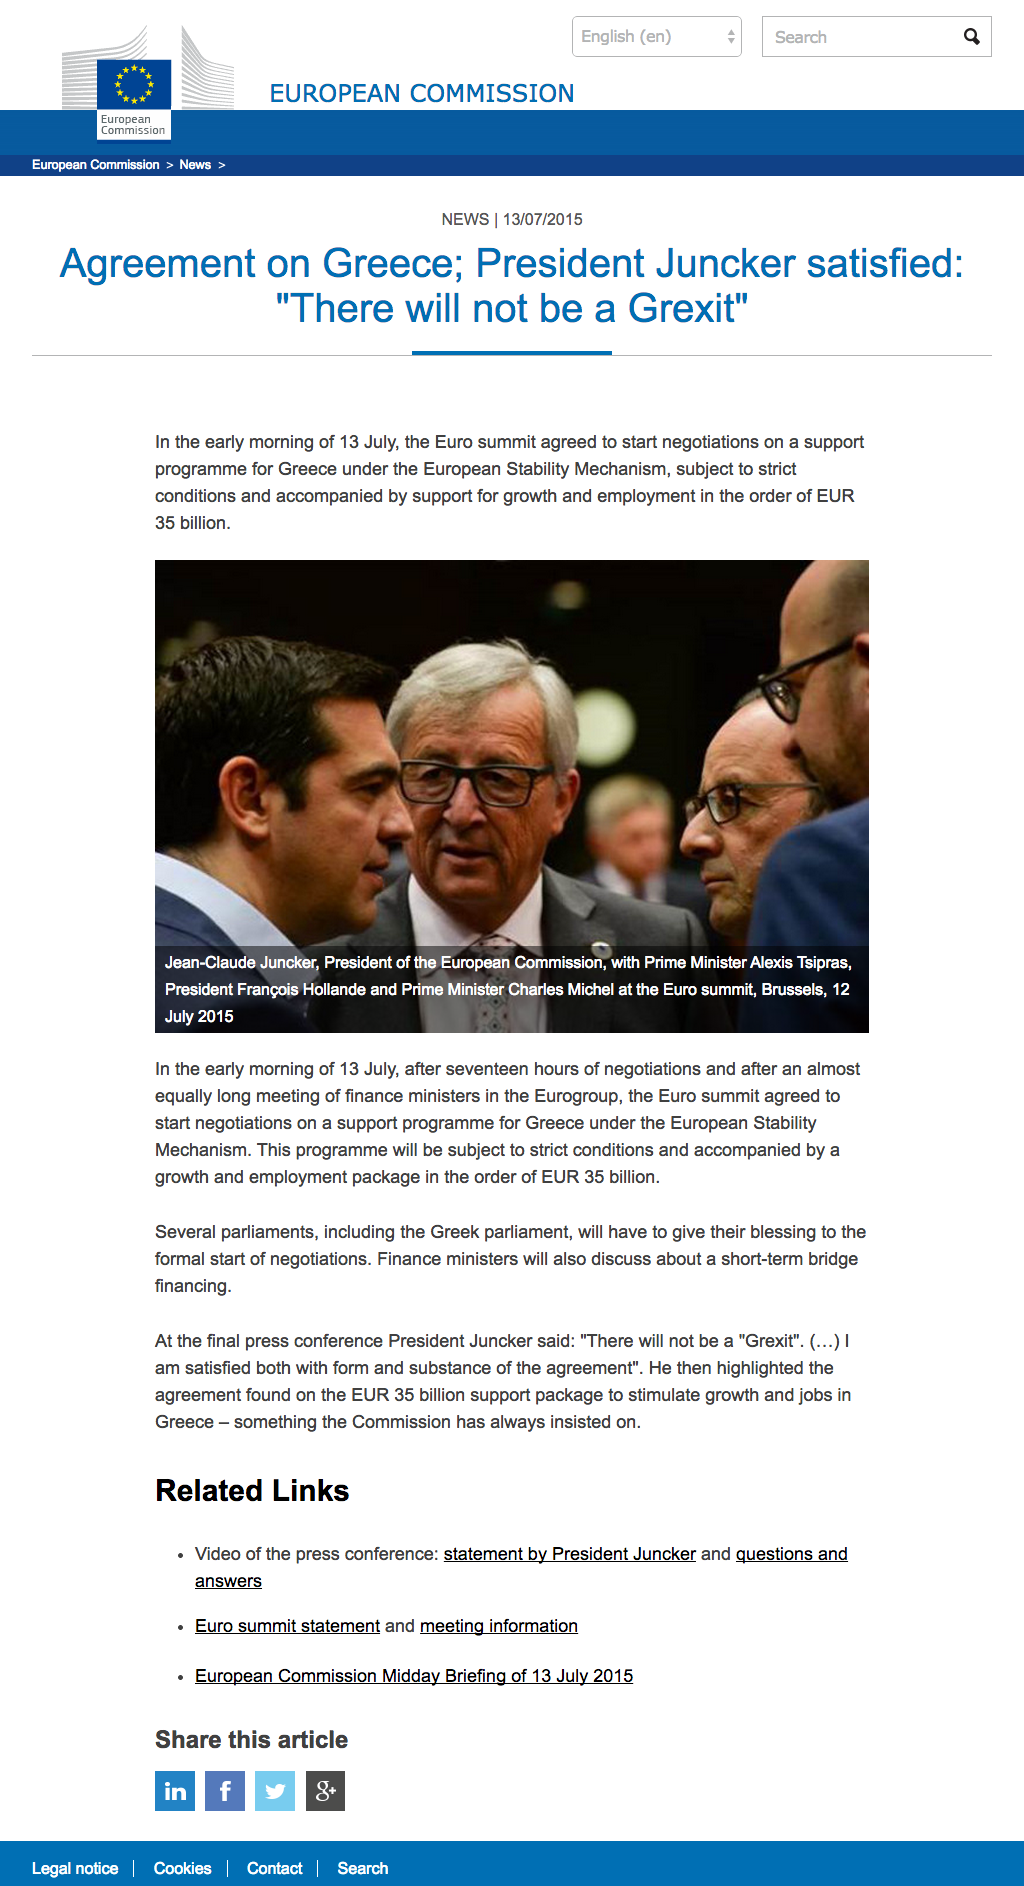 English (en)
Search
EUROPEAN COMMISSION
European
Commission
European Commission > News >
NEWS | 13/07/2015
Agreement on Greece; President Juncker satisfied:
"There will not be a Grexit"
In the early morning of 13 July, the Euro summit agreed to start negotiations on a support
programme for Greece under the European Stability Mechanism, subject to strict
conditions and accompanied by support for growth and employment in the order of EUR
35 billion.
Jean-Claude Juncker, President of the European Commission, with Prime Minister Alexis Tsipras,
President François Hollande and Prime Minister Charles Michel at the Euro summit, Brussels, 12
July 2015
In the early morning of 13 July, after seventeen hours of negotiations and after an almost
equally long meeting of finance ministers in the Eurogroup, the Euro summit agreed to
start negotiations on a support programme for Greece under the European Stability
Mechanism. This programme will be subject to strict conditions and accompanied by a
growth and employment package in the order of EUR 35 billion.
Several parliaments, including the Greek parliament, will have to give their blessing to the
formal start of negotiations. Finance ministers will also discuss about a short-term bridge
financing.
At the final press conference President Juncker said: "There will not be a "Grexit". (…) I
am satisfied both with form and substance of the agreement". He then highlighted the
agreement found on the EUR 35 billion support package to stimulate growth and jobs in
Greece – something the Commission has always insisted on.
Related Links
• Video of the press conference: statement by President Juncker and questions and
answers
• Euro summit statement and meeting information
• European Commission Midday Briefing of 13 July 2015
Share this article
in f g+
Legal notice | Cookies | Contact | Search